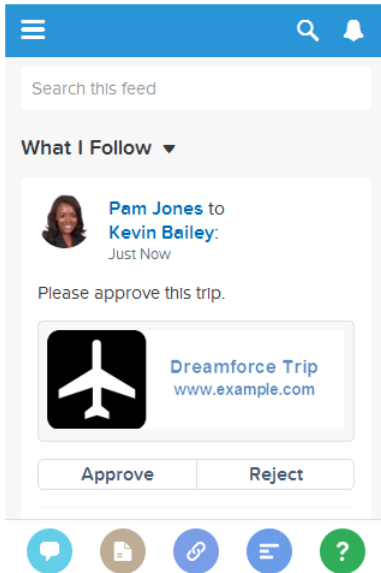 Search this feed
What I Follow
Pam Jones to
Kevin Bailey:
Just Now
Please approve this trip.
Dreamforce Trip
www.example.com
Approve Reject
?